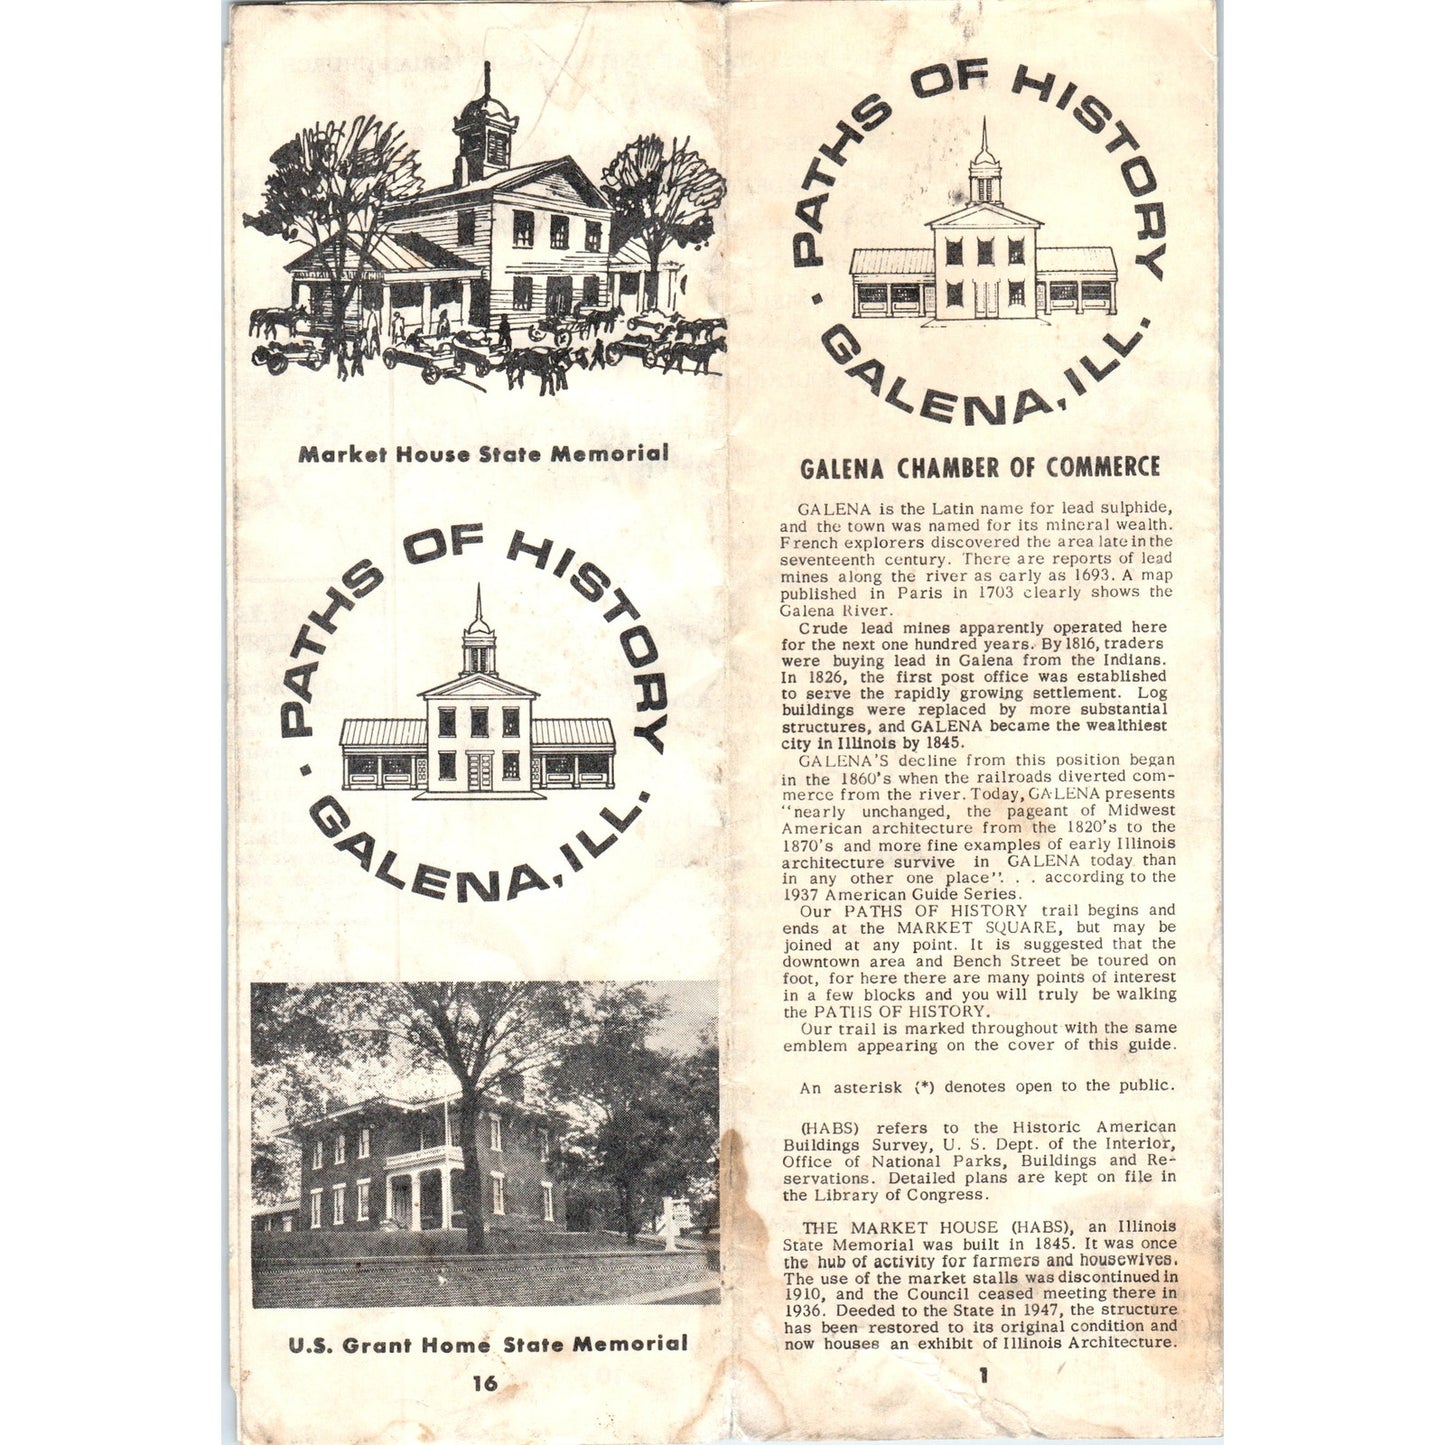 Market House State Memorial
PATHS OF HISTORY
· GALENA, ILL.
U.S. Grant Home State Memorial
16
PATHS OF HISTORY
· GALENA, ILL.
GALENA CHAMBER OF COMMERCE
GALENA is the Latin name for lead sulphide,
and the town was named for its mineral wealth.
French explorers discovered the area late in the
seventeenth century. There are reports of lead
mines along the river as early as 1693. A map
published in Paris in 1703 clearly shows the
Galena River.
Crude lead mines apparently operated here
for the next one hundred years. By 1816, traders
were buying lead in Galena from the Indians.
In 1826, the first post office was established
to serve the rapidly growing settlement. Log
buildings were replaced by more substantial
structures, and GALENA became the wealthiest
city in Illinois by 1845.
GALENA'S decline from this position began
in the 1860's when the railroads diverted com-
merce from the river. Today, GALENA presents
"nearly unchanged, the pageant of Midwest
American architecture from the 1820's to the
1870's and more fine examples of early Illinois
architecture survive in GALENA today than
in any other one place". . . according to the
1937 American Guide Series.
Our PATHS OF HISTORY trail begins and
ends at the MARKET SQUARE, but may be
joined at any point. It is suggested that the
downtown area and Bench Street be toured on
foot, for here there are many points of interest
in a few blocks and you will truly be walking
the PATHS OF HISTORY.
Our trail is marked throughout with the same
emblem appearing on the cover of this guide.
An asterisk (*) denotes open to the public.
(HABS) refers to the Historic American
Buildings Survey, U. S. Dept. of the Interior,
Office of National Parks, Buildings and Re-
servations. Detailed plans are kept on file in
the Library of Congress.
THE MARKET HOUSE (HABS), an Illinois
State Memorial was built in 1845. It was once
the hub of activity for farmers and housewives.
The use of the market stalls was discontinued in
1910, and the Council ceased meeting there in
1936. Deeded to the State in 1947, the structure
has been restored to its original condition and
now houses an exhibit of Illinois Architecture.
1